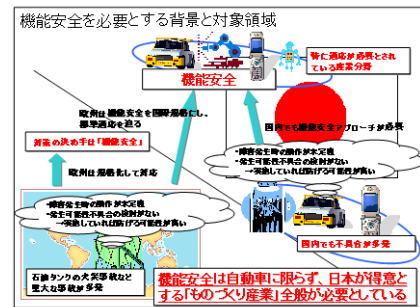 機能安全を必要とする背景と対象領域
特に適応が必要とされている産業分野
機能安全
欧州は機能安全を国際規格にし、
標準適応を迫る
国内でも機能安全アプローチが必要
対策の決め手は「機能安全」
欧州は規格化して対応
・障害発生時の動作が未定義
・発生可能性不具合の検討がない
→実施していれば防げる可能性が高い
・障害発生時の動作が未定義
・発生可能性不具合の検討がない
→実施していれば防げる可能性が高い
国内でも不具合が多発
石油タンクの火災事故など
重大な事故が多発
機能安全は自動車に限らず、日本が得意と
する「ものづくり産業」全般が必要としている